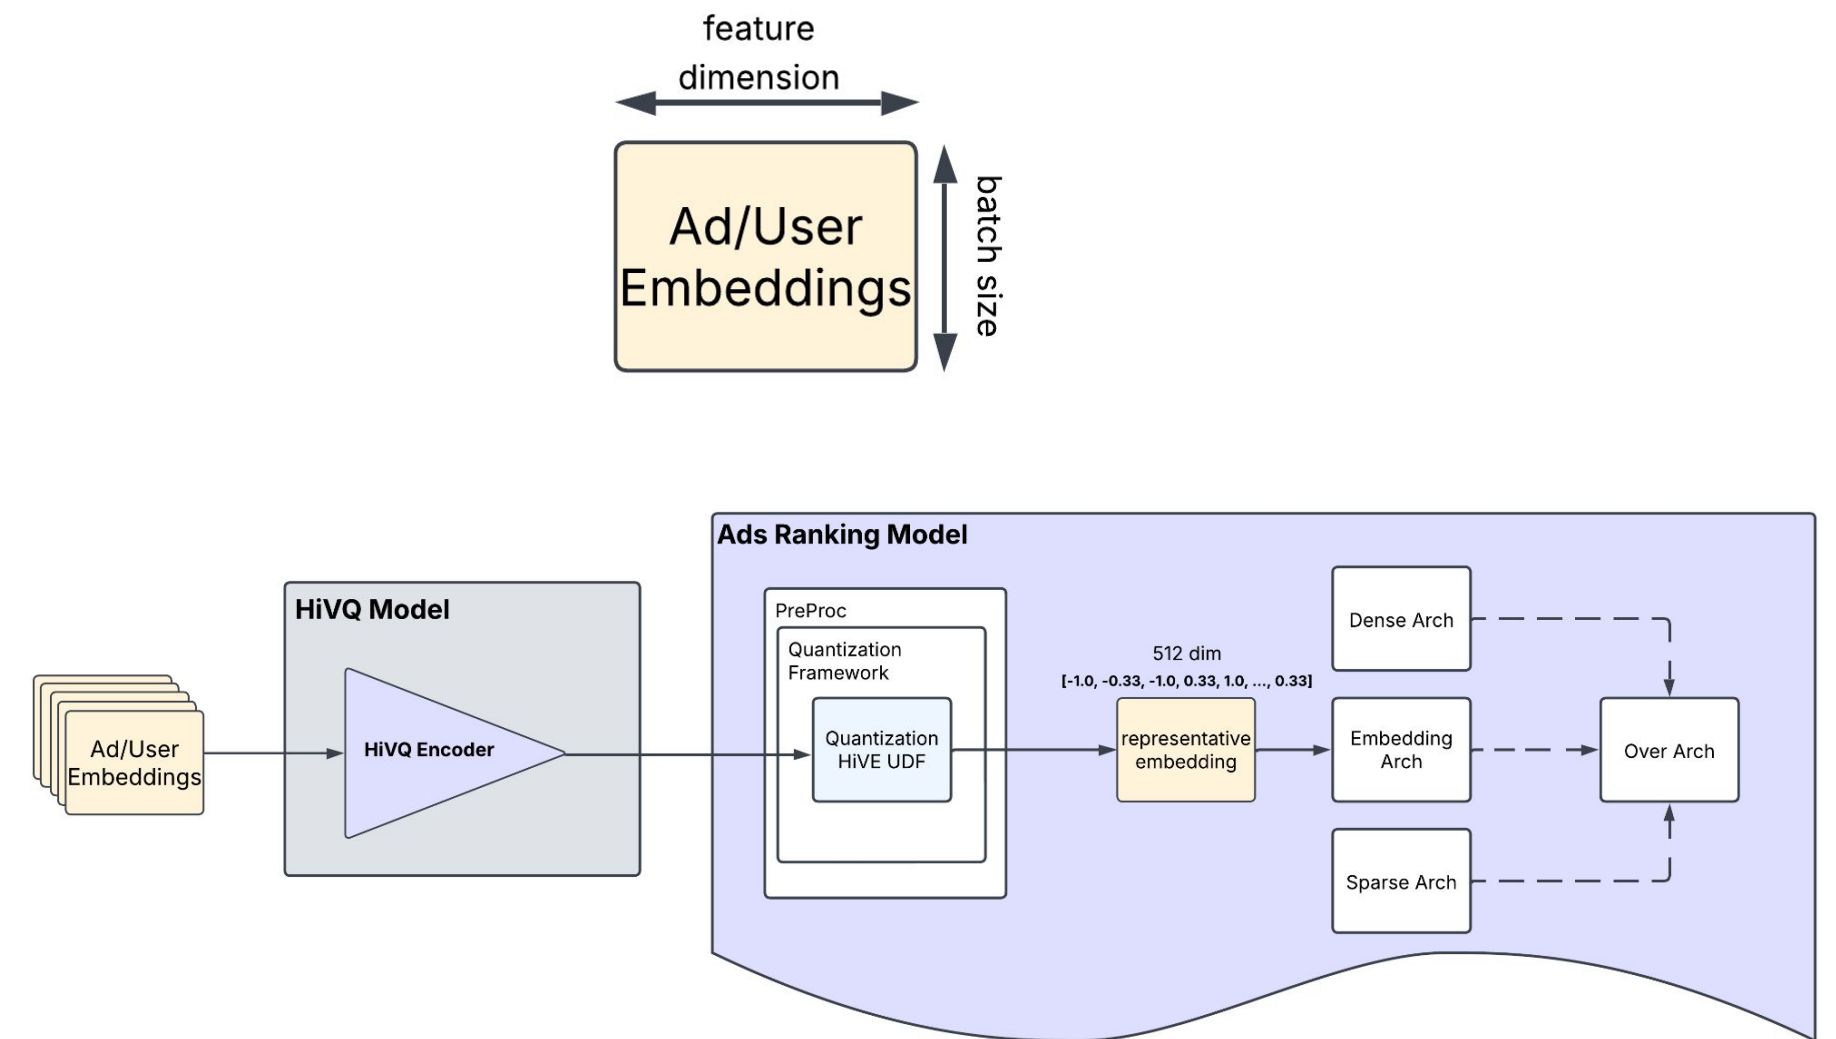 feature
dimension
Ad/User
Embeddings
batch size
Ads Ranking Model
HiVQ Model
PreProc
Quantization
Framework
Quantization
HiVE UDF
HiVQ Encoder
Ad/User
Embeddings
512 dim
[-1.0, -0.33, -1.0, 0.33, 1.0, ..., 0.33]
representative
embedding
Dense Arch
Embedding
Arch
Sparse Arch
Over Arch